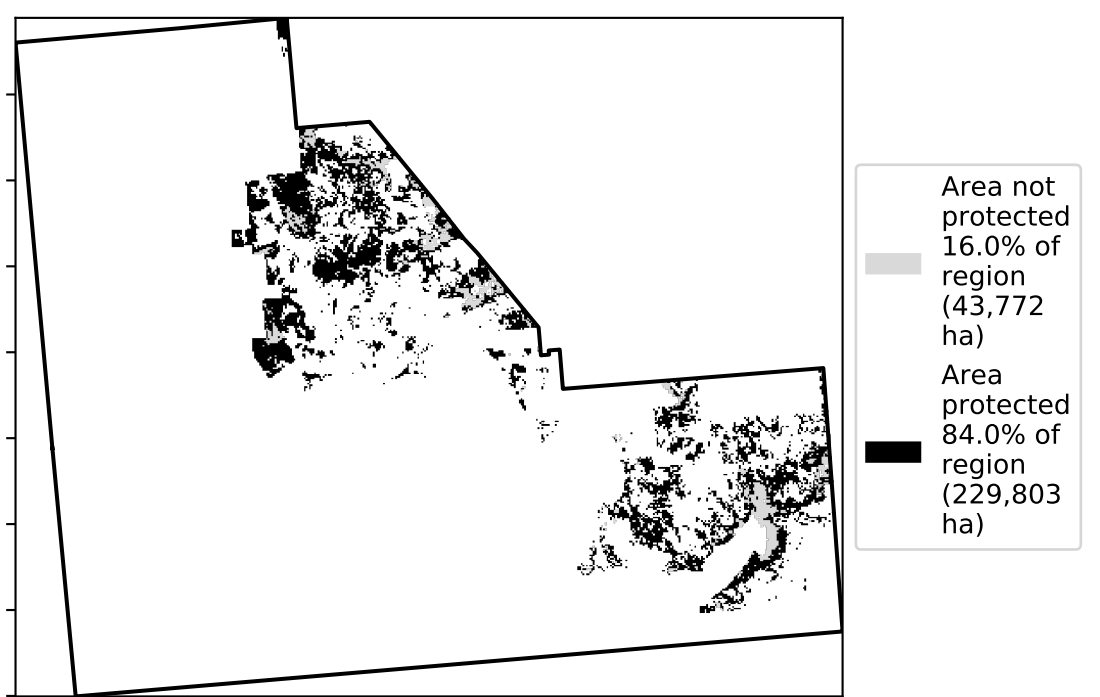 Area not
protected
16.0% of
region
(43,772
ha)
Area
protected
84.0% of
region
(229,803
ha)